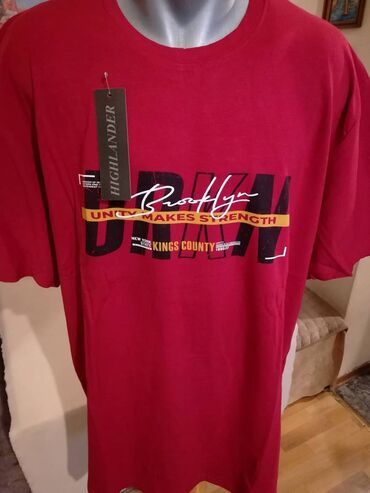 HIGHLANDER
BRKN
Brooklyn
UNITY MAKES STRENGTH
KINGS COUNTY